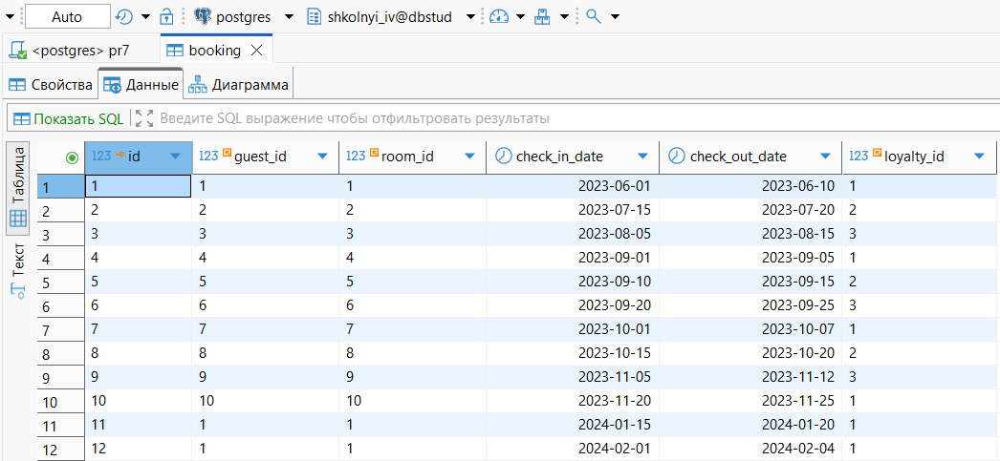 Auto postgres shkolnyi_iv@dbstud
<postgres> pr7 booking
Свойства Данные Диаграмма
Показать SQL Введите SQL выражение чтобы отфильтровать результаты
Таблица
Текст
123 id 123 guest_id 123 room_id check_in_date check_out_date 123 loyalty_id
1 1 1 1 2023-06-01 2023-06-10 1
2 2 2 2 2023-07-15 2023-07-20 2
3 3 3 3 2023-08-05 2023-08-15 3
4 4 4 4 2023-09-01 2023-09-05 1
5 5 5 5 2023-09-10 2023-09-15 2
6 6 6 6 2023-09-20 2023-09-25 3
7 7 7 7 2023-10-01 2023-10-07 1
8 8 8 8 2023-10-15 2023-10-20 2
9 9 9 9 2023-11-05 2023-11-12 3
10 10 10 10 2023-11-20 2023-11-25 1
11 11 1 1 2024-01-15 2024-01-20 1
12 12 1 1 2024-02-01 2024-02-04 1